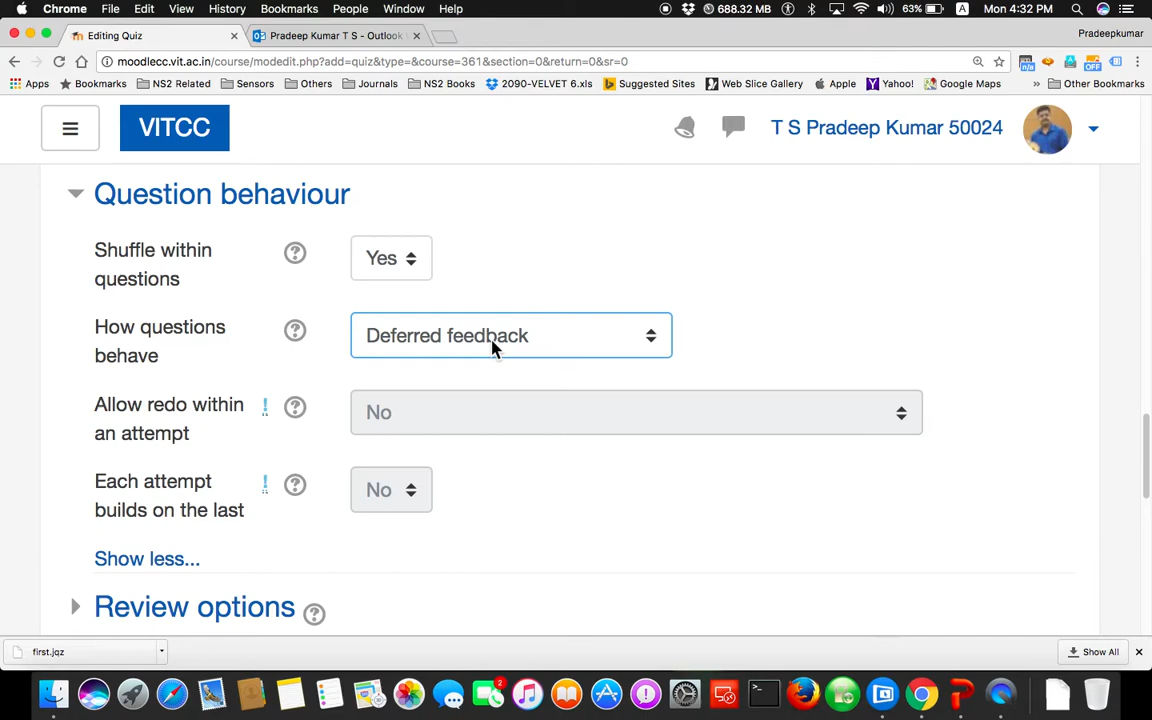 Chrome File Edit View History Bookmarks People Window Help 688.32 MB 63% A Mon 4:32 PM
Editing Quiz Pradeep Kumar T S - Outlook Pradeepkumar
moodlecc.vit.ac.in/course/modedit.php?add=quiz&type=&course=361&section=0&return=0&sr=0
Apps Bookmarks NS2 Related Sensors Others Journals NS2 Books 2090-VELVET 6.xls Suggested Sites Web Slice Gallery Apple Yahoo! Google Maps » Other Bookmarks
VITCC T S Pradeep Kumar 50024
Question behaviour
Shuffle within
questions
? Yes
How questions
behave
? Deferred feedback
Allow redo within
an attempt
! ? No
Each attempt
builds on the last
! ? No
Show less...
Review options ?
first.jqz Show All
2